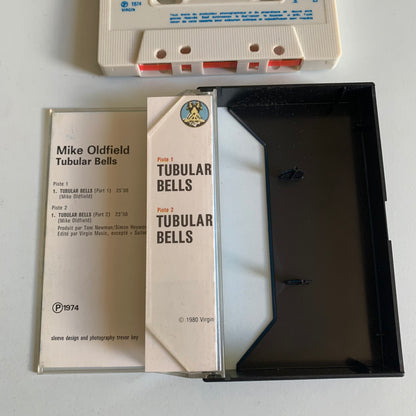 ℗ 1974
Virgin
Mike Oldfield
Tubular Bells
Piste 1
1. TUBULAR BELLS (Part 1) 25'30
(Mike Oldfield)
Piste 2
1. TUBULAR BELLS (Part 2) 23'50
(Mike Oldfield)
Produit par Tom Newman/Simon Heywor
Edité par Virgin Music, excepté « Sailor
℗1974
sleeve design and photography trevor key
Piste 1
TUBULAR
BELLS
Piste 2
TUBULAR
BELLS
© 1980 Virgin